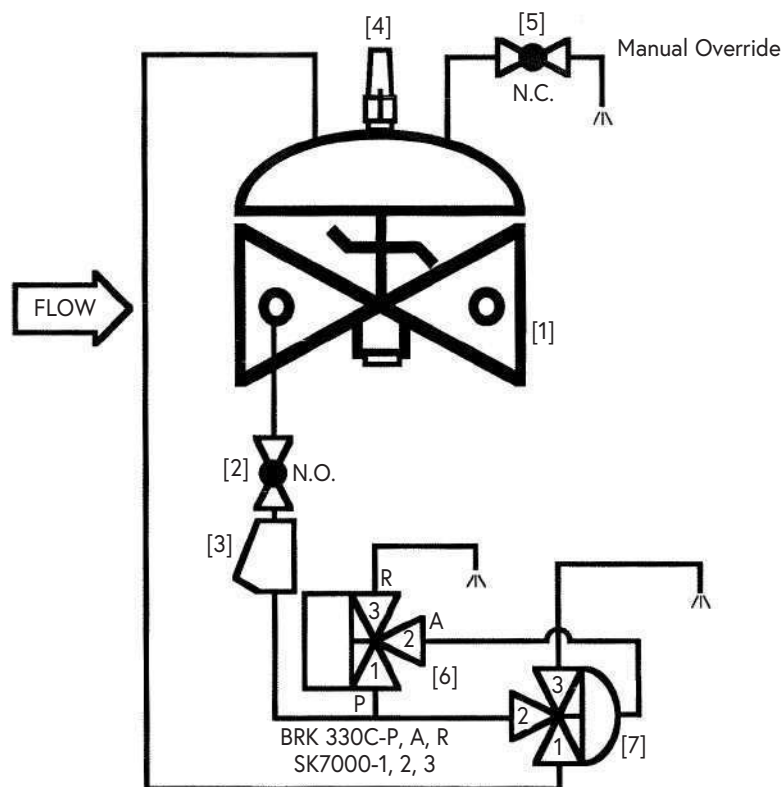 [4]
[5]
Manual Override
N.C.
FLOW
[1]
[2]
N.O.
[3]
R
3
A
2
1
[6]
P
3
2
1
[7]
BRK 330C-P, A, R
SK7000-1, 2, 3